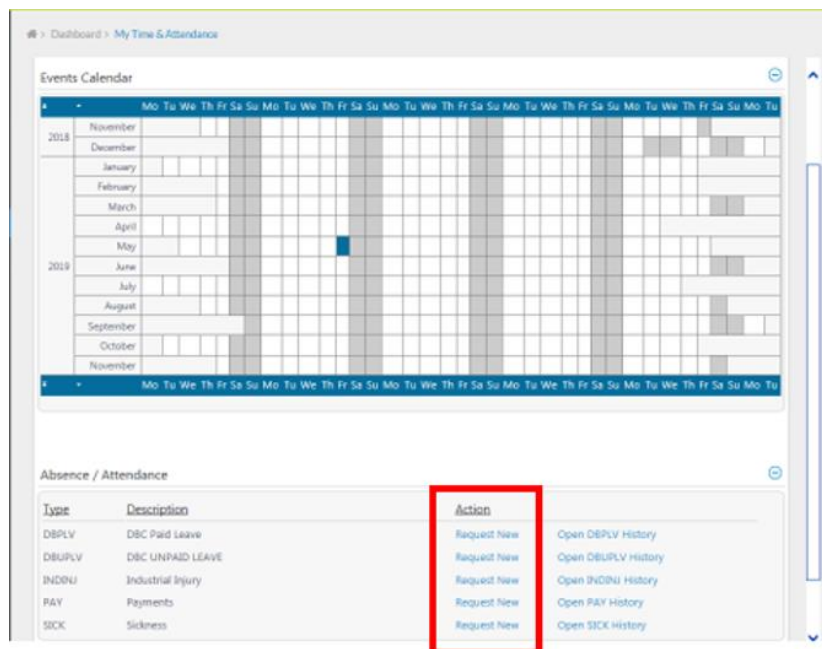 > Dashboard > My Time & Attendance
Events Calendar
Mo Tu We Th Fr Sa Su Mo Tu We Th Fr Sa Su Mo Tu We Th Fr Sa Su Mo Tu We Th Fr Sa Su Mo Tu We Th Fr Sa Su Mo Tu
2018
November
December
2019
January
February
March
April
May
June
July
August
September
October
November
Mo Tu We Th Fr Sa Su Mo Tu We Th Fr Sa Su Mo Tu We Th Fr Sa Su Mo Tu We Th Fr Sa Su Mo Tu We Th Fr Sa Su Mo Tu
Absence / Attendance
Type Description Action
DBPLV DBC Paid Leave Request New Open DBPLV History
DBUPLV DBC UNPAID LEAVE Request New Open DBUPLV History
INDINJ Industrial Injury Request New Open INDINJ History
PAY Payments Request New Open PAY History
SICK Sickness Request New Open SICK History